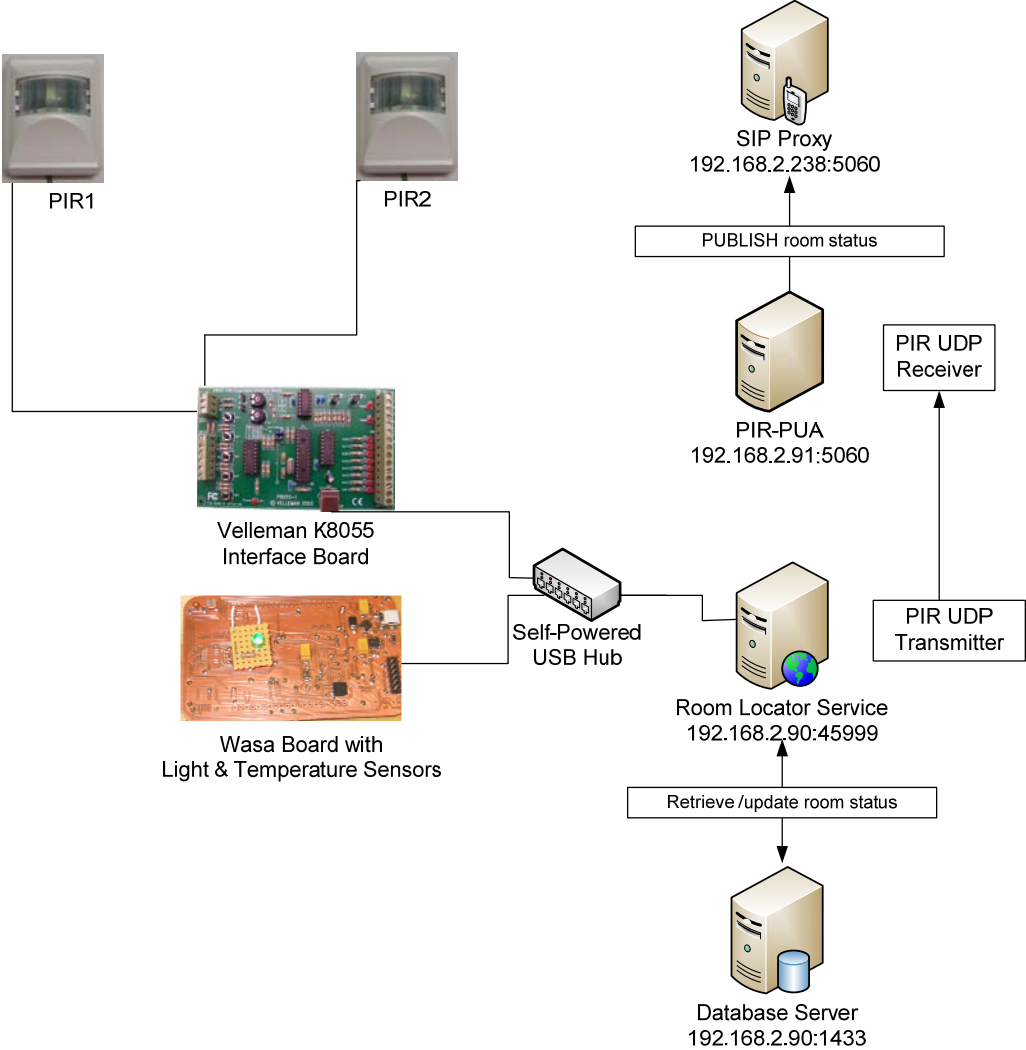 PIR1
PIR2
SIP Proxy
192.168.2.238:5060
PUBLISH room status
PIR-PUA
192.168.2.91:5060
PIR UDP
Receiver
Velleman K8055
Interface Board
Self-Powered
USB Hub
PIR UDP
Transmitter
Wasa Board with
Light & Temperature Sensors
Room Locator Service
192.168.2.90:45999
Retrieve/update room status
Database Server
192.168.2.90:1433